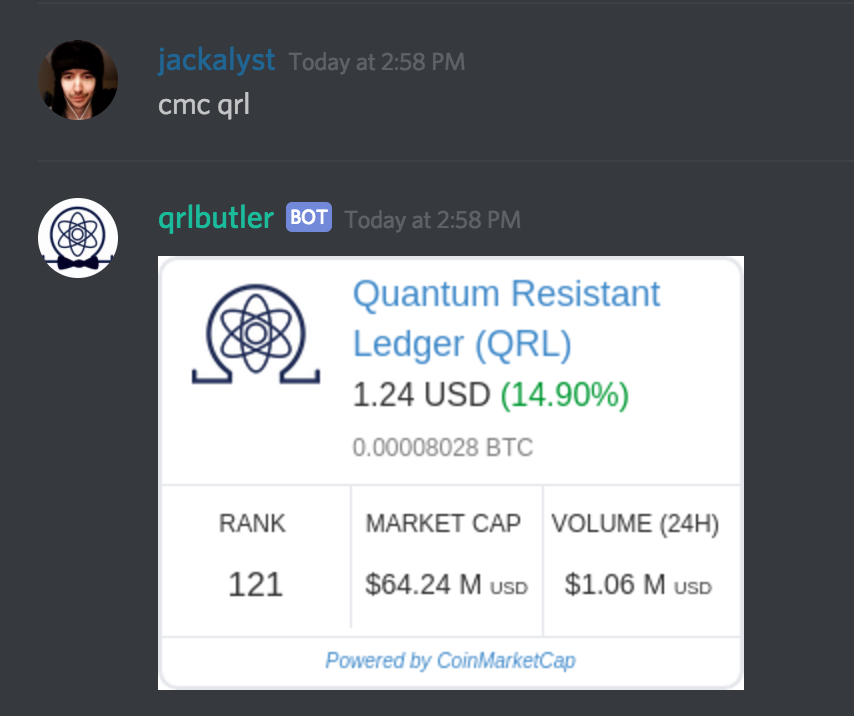 jackalyst Today at 2:58 PM
cmc qrl
qrlbutler BOT Today at 2:58 PM
Quantum Resistant
Ledger (QRL)
1.24 USD (14.90%)
0.00008028 BTC
RANK MARKET CAP VOLUME (24H)
121 $64.24 M USD $1.06 M USD
Powered by CoinMarketCap